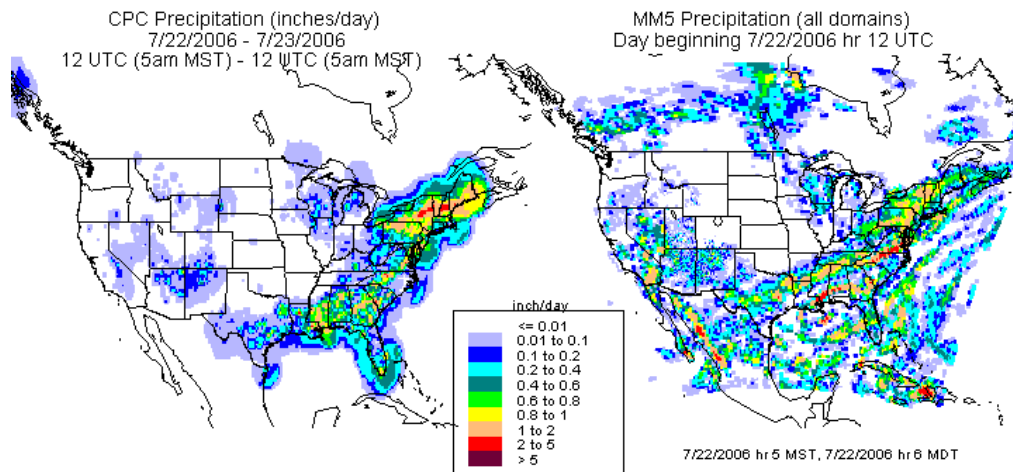 CPC Precipitation (inches/day)
7/22/2006 - 7/23/2006
12 UTC (5am MST) - 12 UTC (5am MST)
MM5 Precipitation (all domains)
Day beginning 7/22/2006 hr 12 UTC
inch/day
<= 0.01
0.01 to 0.1
0.1 to 0.2
0.2 to 0.4
0.4 to 0.6
0.6 to 0.8
0.8 to 1
1 to 2
2 to 5
> 5
7/22/2006 hr 5 MST, 7/22/2006 hr 6 MDT